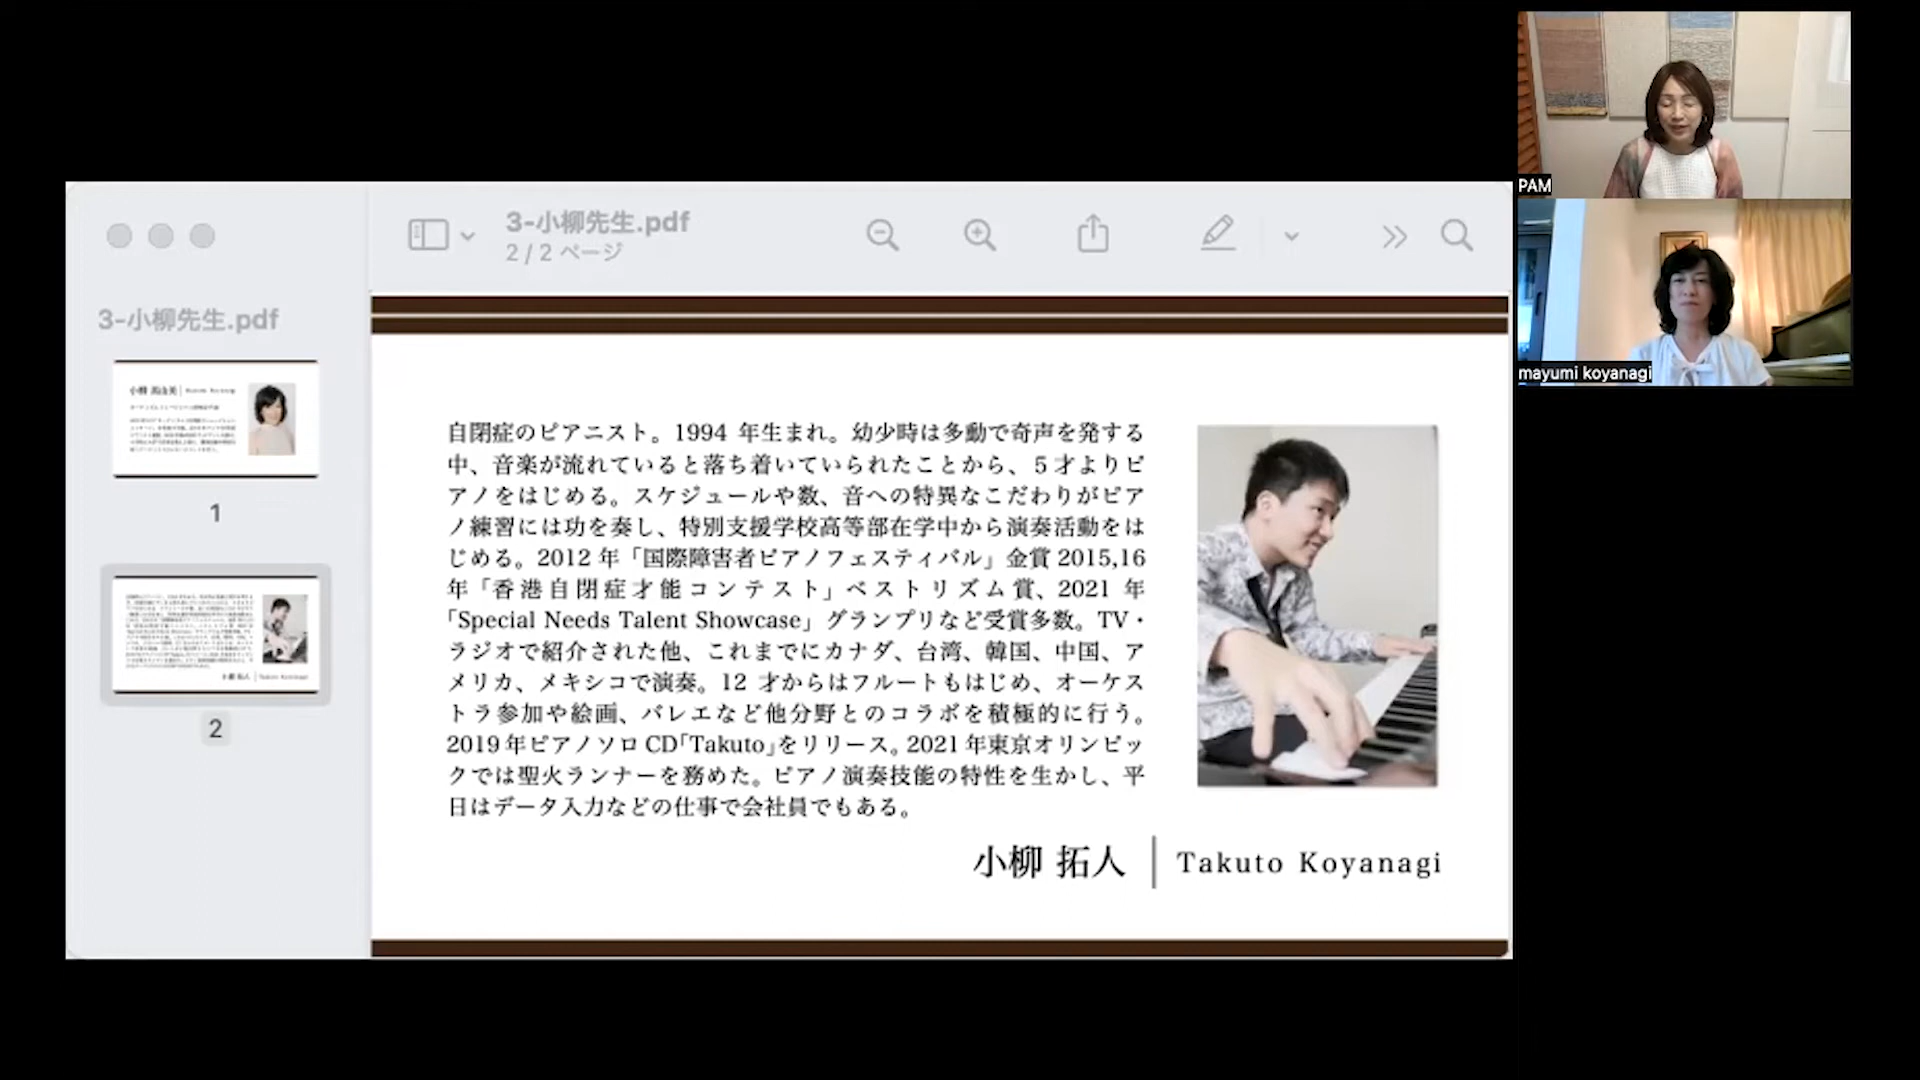 3-小柳先生.pdf
2 / 2 ページ
3-小柳先生.pdf
小柳 真由美 | Mayumi Koyanagi
1
2
自閉症のピアニスト。1994 年生まれ。幼少時は多動で奇声を発する
中、音楽が流れていると落ち着いていられたことから、5才よりピ
アノをはじめる。スケジュールや数、音への特異なこだわりがピア
ノ練習には功を奏し、特別支援学校高等部在学中から演奏活動をは
じめる。2012 年「国際障害者ピアノフェスティバル」金賞 2015,16
年「香港自閉症才能コンテスト」ベストリズム賞、2021 年
「Special Needs Talent Showcase」グランプリなど受賞多数。TV・
ラジオで紹介された他、これまでにカナダ、台湾、韓国、中国、ア
メリカ、メキシコで演奏。12 才からはフルートもはじめ、オーケス
トラ参加や絵画、バレエなど他分野とのコラボを積極的に行う。
2019年ピアノソロCD「Takuto」をリリース。2021年東京オリンピッ
クでは聖火ランナーを務めた。ピアノ演奏技能の特性を生かし、平
日はデータ入力などの仕事で会社員でもある。
小柳 拓人 | Takuto Koyanagi
PAM
mayumi koyanagi